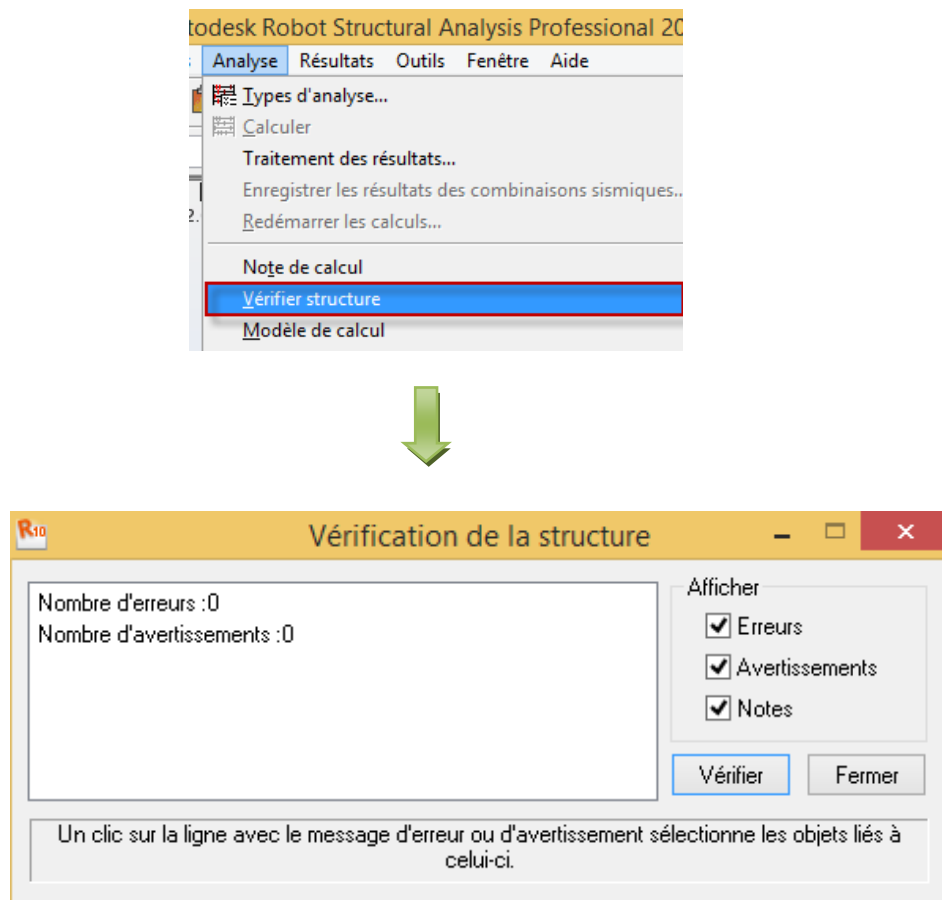 todesk Robot Structural Analysis Professional 20
Analyse Résultats Outils Fenêtre Aide
Types d'analyse...
Calculer
Traitement des résultats...
Enregistrer les résultats des combinaisons sismiques..
2.
Redémarrer les calculs...
Note de calcul
Vérifier structure
Modèle de calcul
R10 Vérification de la structure
Nombre d'erreurs :0
Nombre d'avertissements :0
Afficher
Erreurs
Avertissements
Notes
Vérifier Fermer
Un clic sur la ligne avec le message d'erreur ou d'avertissement sélectionne les objets liés à
celui-ci.